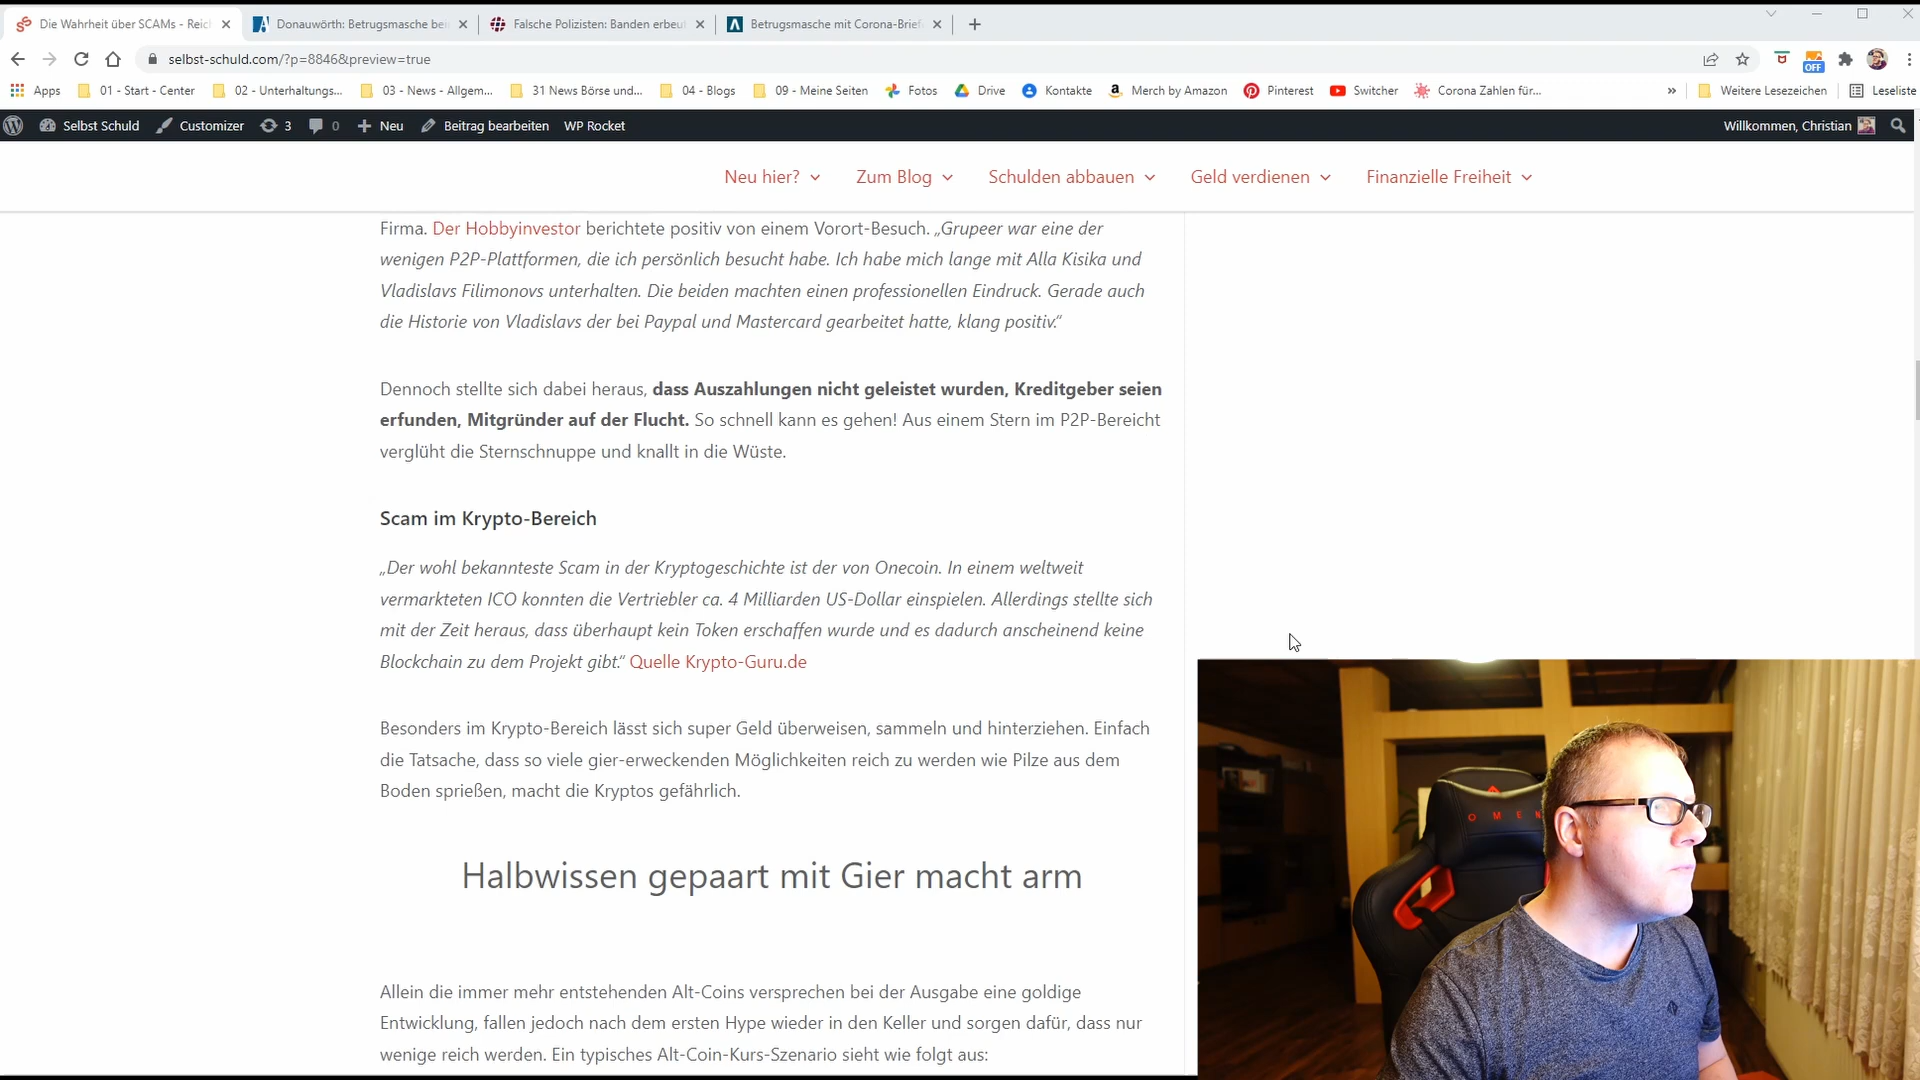 Die Wahrheit über SCAMs - Reich
Donauwörth: Betrugsmasche bei
Falsche Polizisten: Banden erbeut
Betrugsmasche mit Corona-Brief
selbst-schuld.com/?p=8846&preview=true
OFF
Apps
01 - Start - Center
02 - Unterhaltungs...
03 - News - Allgem...
31 News Börse und...
04 - Blogs
09 - Meine Seiten
Fotos
Drive
Kontakte
Merch by Amazon
Pinterest
Switcher
Corona Zahlen für...
»
Weitere Lesezeichen
Leseliste
Selbst Schuld
Customizer
3
0
Neu
Beitrag bearbeiten
WP Rocket
Willkommen, Christian
Neu hier?
Zum Blog
Schulden abbauen
Geld verdienen
Finanzielle Freiheit
Firma. Der Hobbyinvestor berichtete positiv von einem Vorort-Besuch. „Grupeer war eine der
wenigen P2P-Plattformen, die ich persönlich besucht habe. Ich habe mich lange mit Alla Kisika und
Vladislavs Filimonovs unterhalten. Die beiden machten einen professionellen Eindruck. Gerade auch
die Historie von Vladislavs der bei Paypal und Mastercard gearbeitet hatte, klang positiv.“
Dennoch stellte sich dabei heraus, dass Auszahlungen nicht geleistet wurden, Kreditgeber seien
erfunden, Mitgründer auf der Flucht. So schnell kann es gehen! Aus einem Stern im P2P-Bereicht
verglüht die Sternschnuppe und knallt in die Wüste.
Scam im Krypto-Bereich
„Der wohl bekannteste Scam in der Kryptogeschichte ist der von Onecoin. In einem weltweit
vermarkteten ICO konnten die Vertriebler ca. 4 Milliarden US-Dollar einspielen. Allerdings stellte sich
mit der Zeit heraus, dass überhaupt kein Token erschaffen wurde und es dadurch anscheinend keine
Blockchain zu dem Projekt gibt.“ Quelle Krypto-Guru.de
Besonders im Krypto-Bereich lässt sich super Geld überweisen, sammeln und hinterziehen. Einfach
die Tatsache, dass so viele gier-erweckenden Möglichkeiten reich zu werden wie Pilze aus dem
Boden sprießen, macht die Kryptos gefährlich.
Halbwissen gepaart mit Gier macht arm
Allein die immer mehr entstehenden Alt-Coins versprechen bei der Ausgabe eine goldige
Entwicklung, fallen jedoch nach dem ersten Hype wieder in den Keller und sorgen dafür, dass nur
wenige reich werden. Ein typisches Alt-Coin-Kurs-Szenario sieht wie folgt aus:
OMEN